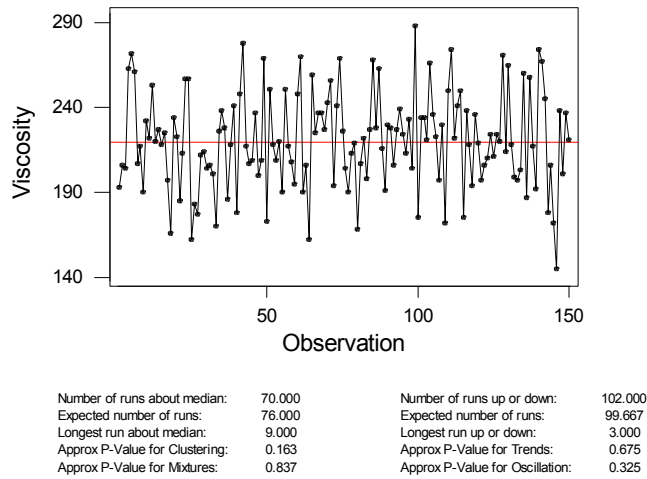 290
240
190
140
Viscosity
50
100
150
Observation
Number of runs about median: 70.000
Expected number of runs: 76.000
Longest run about median: 9.000
Approx P-Value for Clustering: 0.163
Approx P-Value for Mixtures: 0.837
Number of runs up or down: 102.000
Expected number of runs: 99.667
Longest run up or down: 3.000
Approx P-Value for Trends: 0.675
Approx P-Value for Oscillation: 0.325